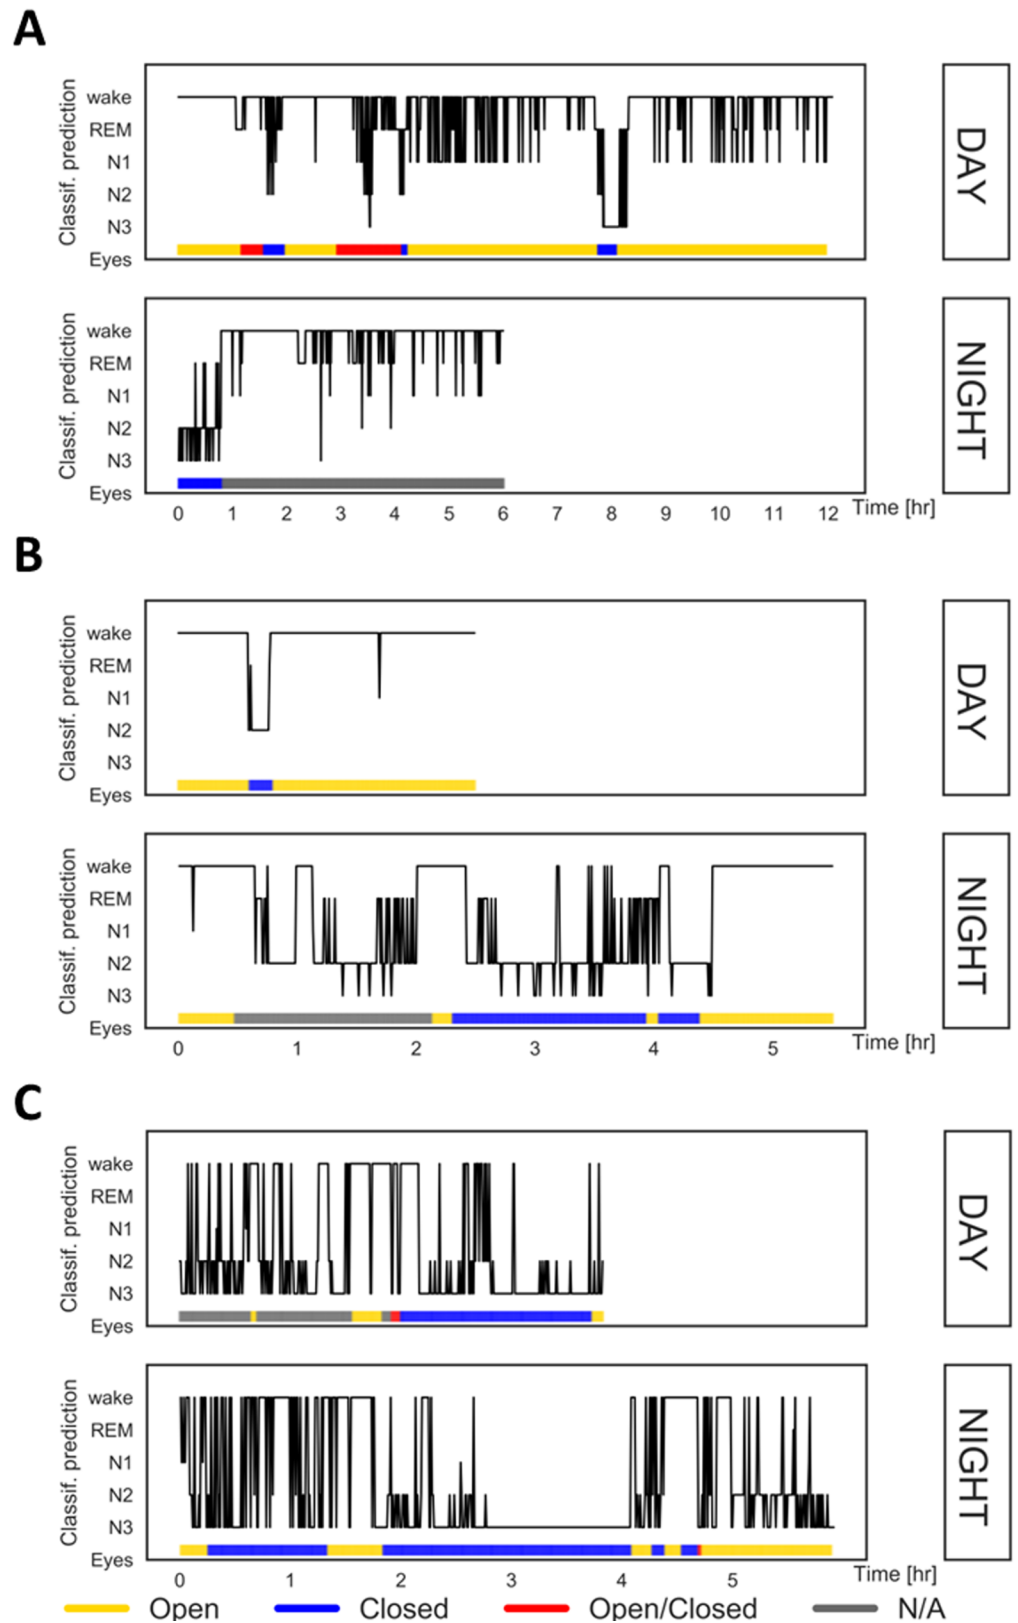 A
Classif. prediction
wake
REM
N1
N2
N3
Eyes
DAY
Classif. prediction
wake
REM
N1
N2
N3
Eyes
NIGHT
0 1 2 3 4 5 6 7 8 9 10 11 12 Time [hr]
B
Classif. prediction
wake
REM
N1
N2
N3
Eyes
DAY
Classif. prediction
wake
REM
N1
N2
N3
Eyes
NIGHT
0 1 2 3 4 5 Time [hr]
C
Classif. prediction
wake
REM
N1
N2
N3
Eyes
DAY
Classif. prediction
wake
REM
N1
N2
N3
Eyes
NIGHT
0 1 2 3 4 5 Time [hr]
Open Closed Open/Closed N/A